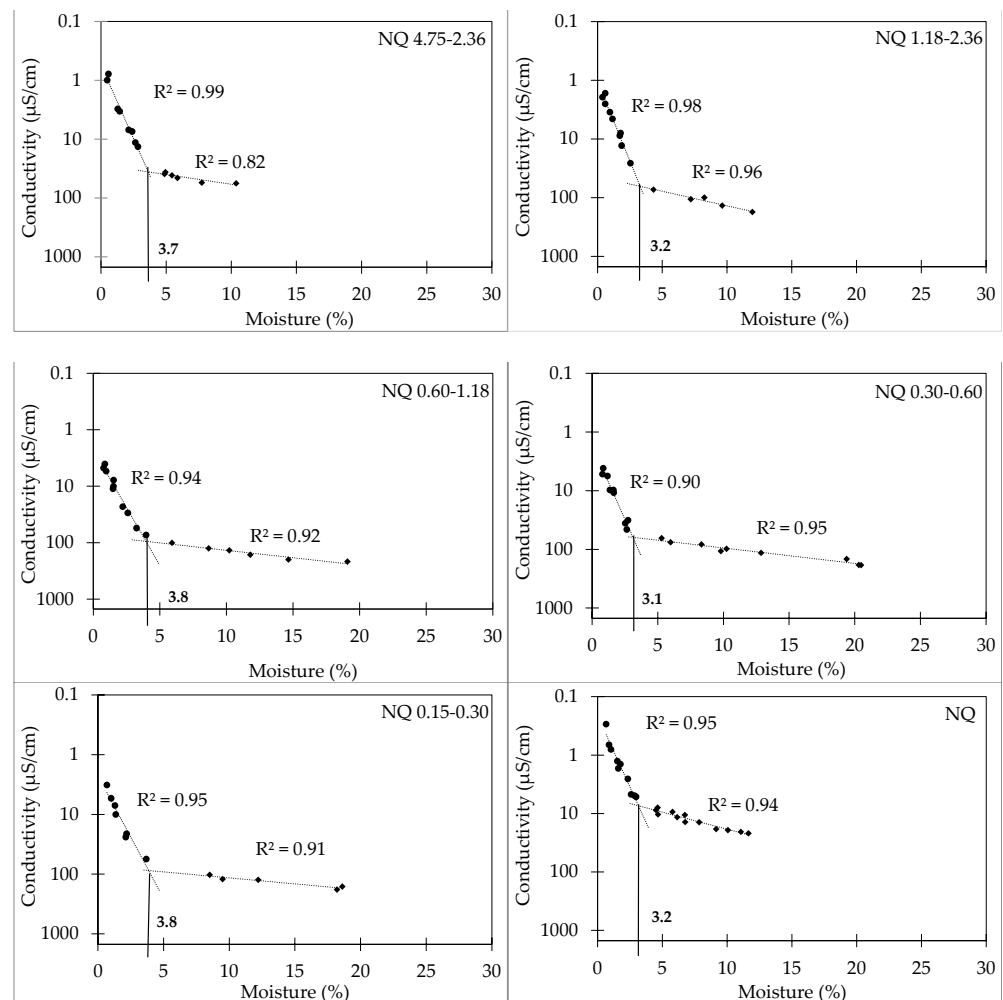 0.1
NQ 4.75-2.36
1
R² = 0.99
10
R² = 0.82
100
3.7
1000
Conductivity (µS/cm)
0 5 10 15 20 25 30
Moisture (%)
0.1
NQ 1.18-2.36
1
R² = 0.98
10
R² = 0.96
100
3.2
1000
Conductivity (µS/cm)
0 5 10 15 20 25 30
Moisture (%)
0.1
NQ 0.60-1.18
1
R² = 0.94
10
R² = 0.92
100
3.8
1000
Conductivity (µS/cm)
0 5 10 15 20 25 30
Moisture (%)
0.1
NQ 0.30-0.60
1
R² = 0.90
10
R² = 0.95
100
3.1
1000
Conductivity (µS/cm)
0 5 10 15 20 25 30
Moisture (%)
0.1
NQ 0.15-0.30
1
R² = 0.95
10
R² = 0.91
100
3.8
1000
Conductivity (µS/cm)
0 5 10 15 20 25 30
Moisture (%)
0.1
NQ
R² = 0.95
1
R² = 0.94
10
100
3.2
1000
Conductivity (µS/cm)
0 5 10 15 20 25 30
Moisture (%)